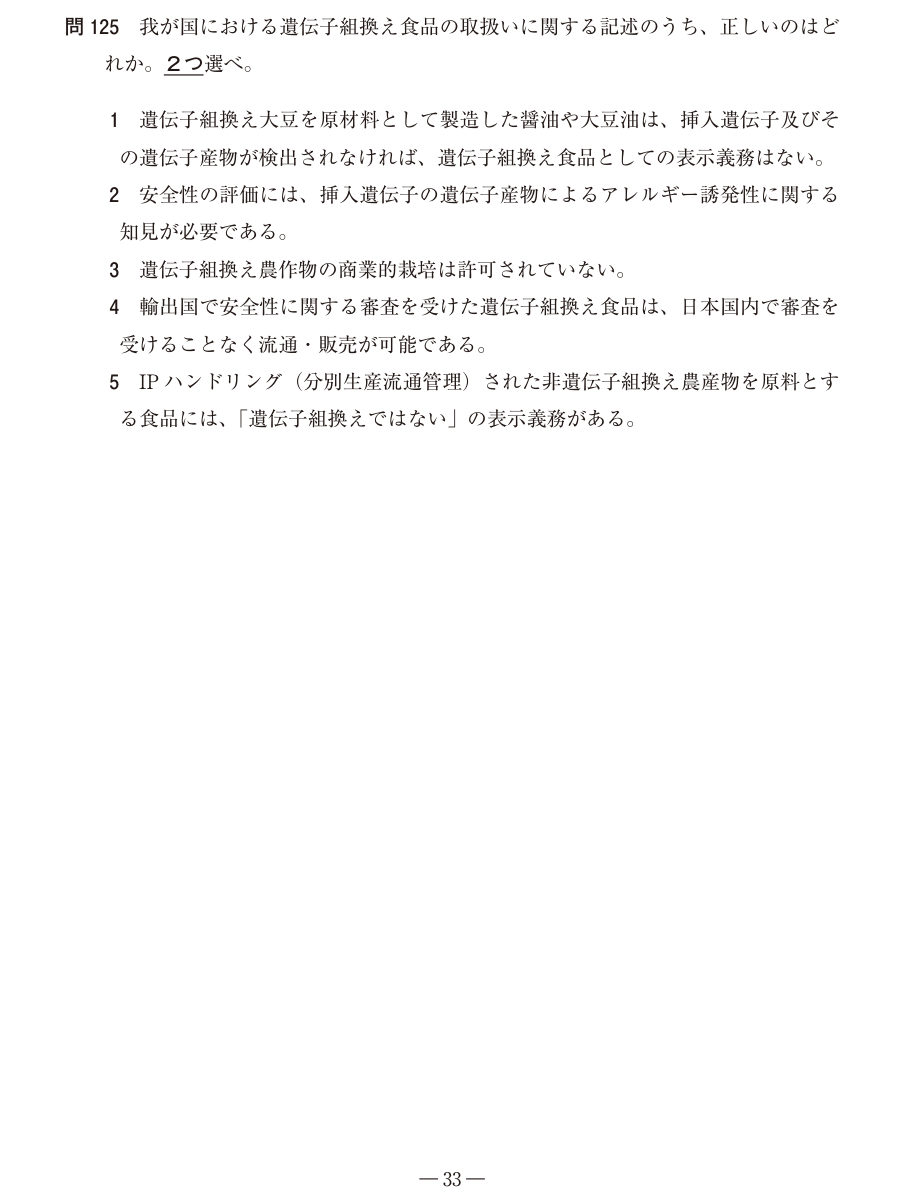 問 125　我が国における遺伝子組換え食品の取扱いに関する記述のうち、正しいのはど
れか。２つ選べ。
1　遺伝子組換え大豆を原材料として製造した醤油や大豆油は、挿入遺伝子及びそ
の遺伝子産物が検出されなければ、遺伝子組換え食品としての表示義務はない。
2　安全性の評価には、挿入遺伝子の遺伝子産物によるアレルギー誘発性に関する
知見が必要である。
3　遺伝子組換え農作物の商業的栽培は許可されていない。
4　輸出国で安全性に関する審査を受けた遺伝子組換え食品は、日本国内で審査を
受けることなく流通・販売が可能である。
5　IP ハンドリング（分別生産流通管理）された非遺伝子組換え農産物を原料とす
る食品には、「遺伝子組換えではない」の表示義務がある。
— 33 —